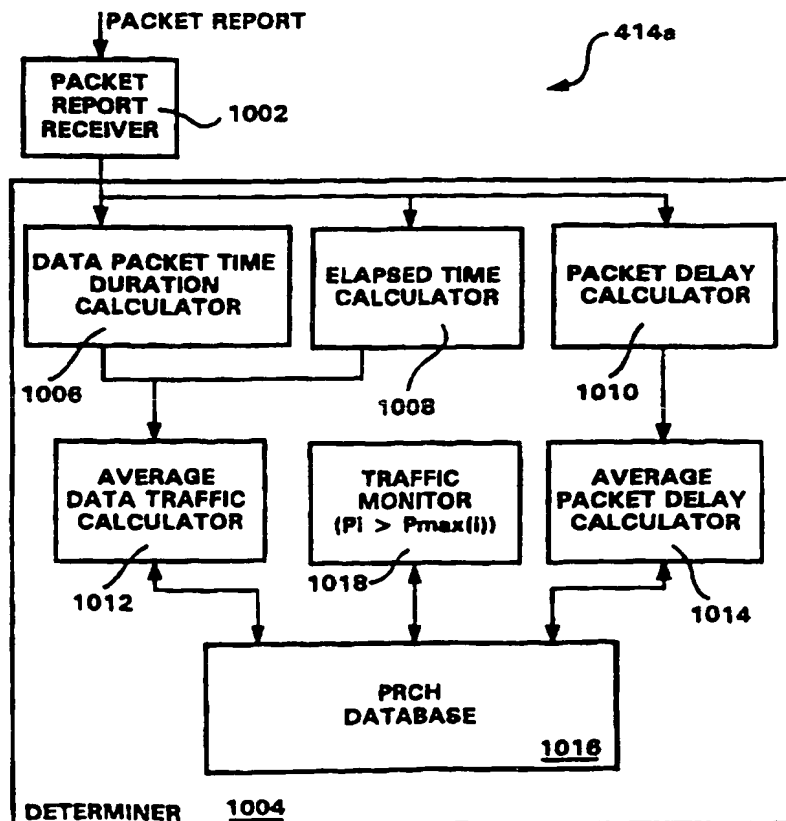 PACKET REPORT
414a
PACKET
REPORT
RECEIVER
1002
DATA PACKET TIME
DURATION
CALCULATOR
1006
ELAPSED TIME
CALCULATOR
1008
PACKET DELAY
CALCULATOR
1010
AVERAGE
DATA TRAFFIC
CALCULATOR
1012
TRAFFIC
MONITOR
(Pi > Pmax(i))
1018
AVERAGE
PACKET DELAY
CALCULATOR
1014
PRCH
DATABASE
1016
DETERMINER 1004